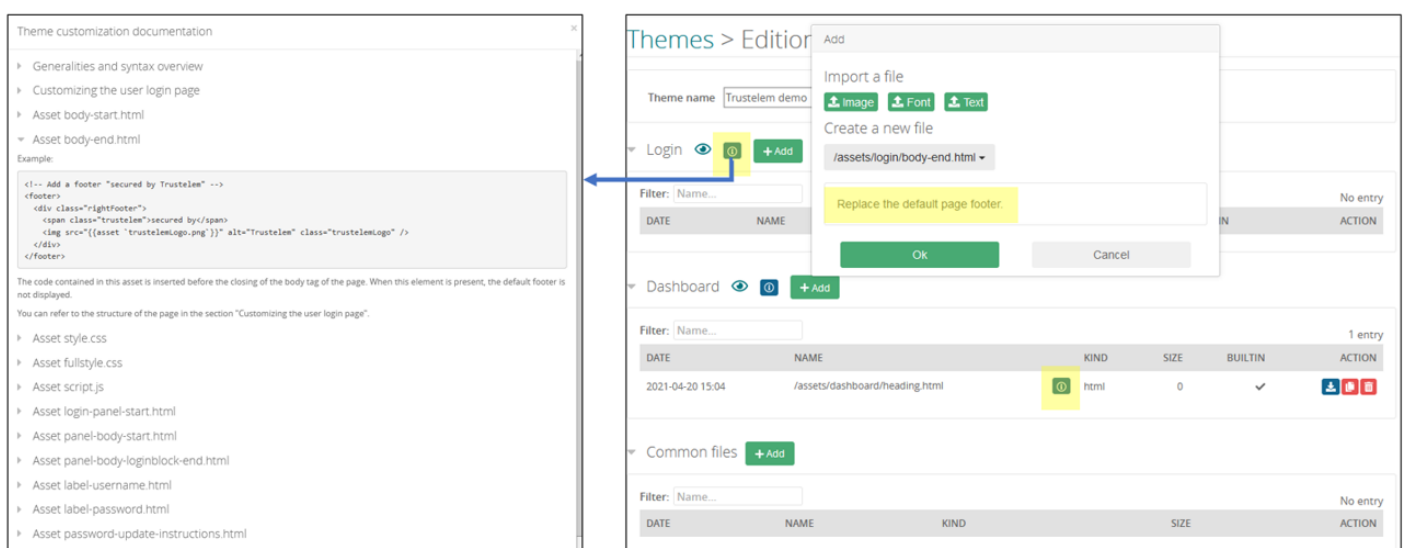 Theme customization documentation
×
Generalities and syntax overview
Customizing the user login page
Asset body-start.html
Asset body-end.html
Example:
<!-- Add a footer "secured by Trustelem" -->
<footer>
<div class="rightFooter">
<span class="trustelem">secured by</span>
<img src="{{asset `trustelemLogo.png`}}" alt="Trustelem" class="trustelemLogo" />
</div>
</footer>
The code contained in this asset is inserted before the closing of the body tag of the page. When this element is present, the default footer is
not displayed.
You can refer to the structure of the page in the section "Customizing the user login page".
Asset style.css
Asset fullstyle.css
Asset script.js
Asset login-panel-start.html
Asset panel-body-start.html
Asset panel-body-loginblock-end.html
Asset label-username.html
Asset label-password.html
Asset password-update-instructions.html
Themes > Edition
Theme name Trustelem demo
Login + Add
Filter: Name...
No entry
DATE NAME IN ACTION
Add
Import a file
Image Font Text
Create a new file
/assets/login/body-end.html
Replace the default page footer.
Ok Cancel
Dashboard + Add
Filter: Name...
1 entry
DATE NAME KIND SIZE BUILTIN ACTION
2021-04-20 15:04 /assets/dashboard/heading.html html 0
Common files + Add
Filter: Name...
No entry
DATE NAME KIND SIZE ACTION